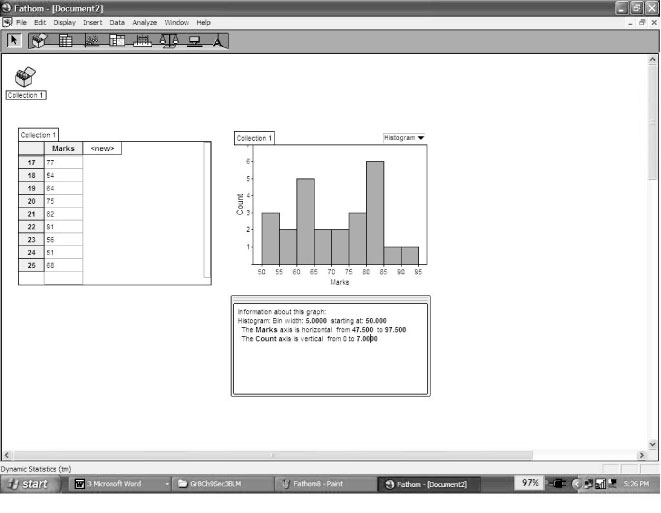 Fathom - [Document2]
File Edit Display Insert Data Analyze Window Help
Collection 1
Collection 1
Marks <new>
17 77
18 54
19 64
20 75
21 82
22 91
23 56
24 51
25 68
Collection 1 Histogram
6
5
4
3
2
1
Count
50 55 60 65 70 75 80 85 90 95
Marks
Information about this graph:
Histogram: Bin width: 5.0000 starting at: 50.000
The Marks axis is horizontal from 47.500 to 97.500
The Count axis is vertical from 0 to 7.0000
Dynamic Statistics (tm)
start 3 Microsoft Word Gr8Ch9Sec3BLM Fathom8 - Paint Fathom - [Document2] 97% 5:26 PM